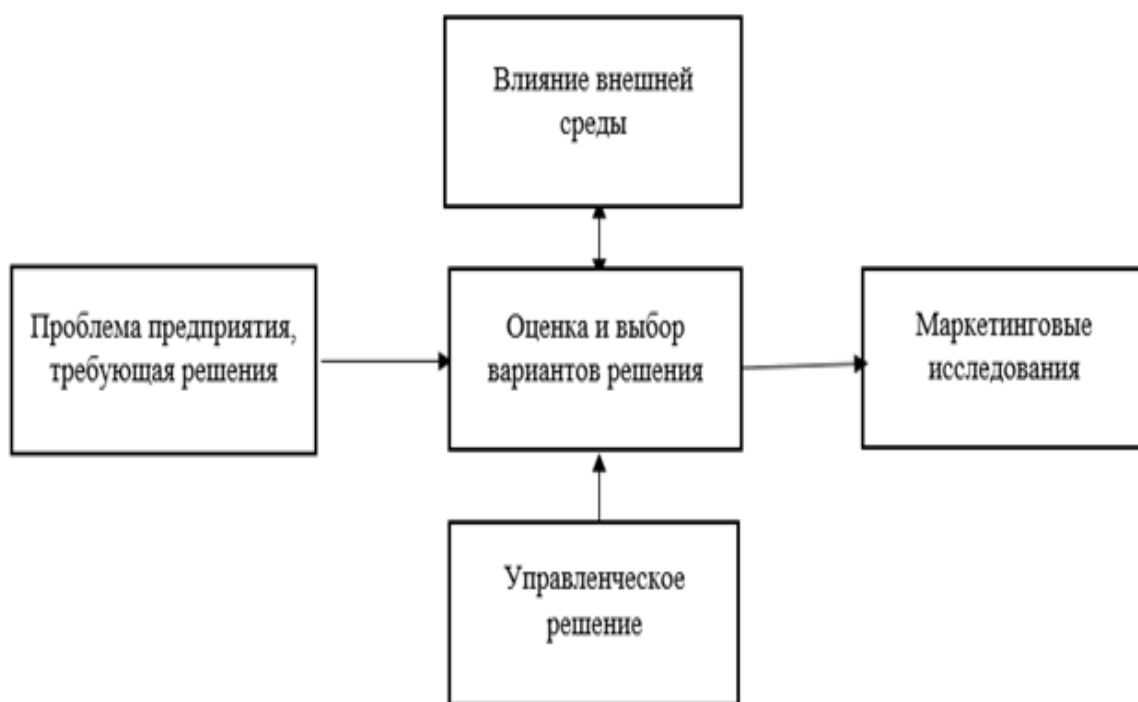 Влияние внешней
среды
Проблема предприятия,
требующая решения
Оценка и выбор
вариантов решения
Маркетинговые
исследования
Управленческое
решение